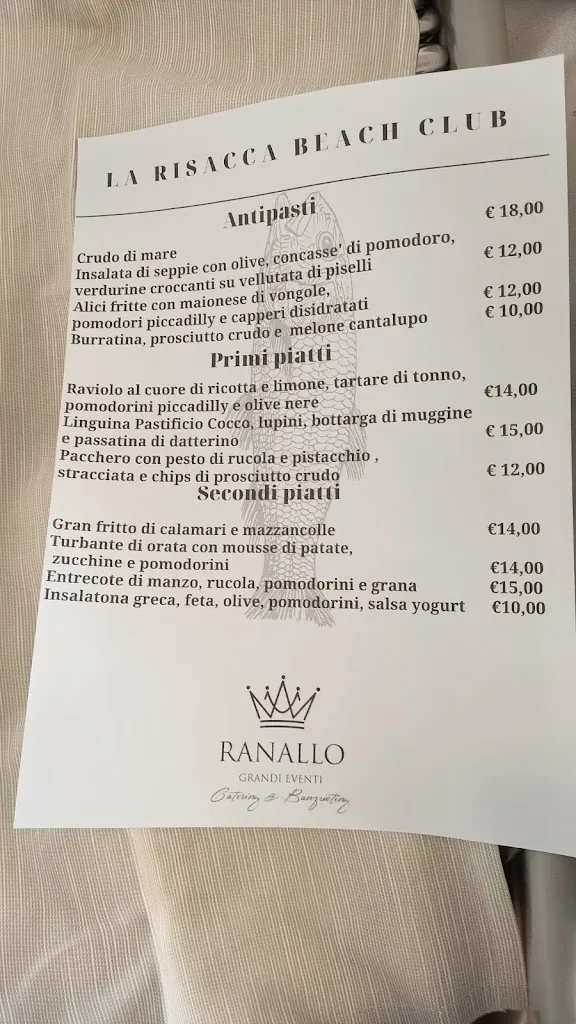 LA RISACCA BEACH CLUB
Antipasti
Crudo di mare € 18,00
Insalata di seppie con olive, concasse' di pomodoro,
verdurine croccanti su vellutata di piselli € 12,00
Alici fritte con maionese di vongole,
pomodori piccadilly e capperi disidratati € 12,00
Burratina, prosciutto crudo e melone cantalupo € 10,00
Primi piatti
Raviolo al cuore di ricotta e limone, tartare di tonno,
pomodorini piccadilly e olive nere €14,00
Linguina Pastificio Cocco, lupini, bottarga di muggine
e passatina di datterino € 15,00
Pacchero con pesto di rucola e pistacchio ,
stracciata e chips di prosciutto crudo € 12,00
Secondi piatti
Gran fritto di calamari e mazzancolle €14,00
Turbante di orata con mousse di patate,
zucchine e pomodorini €14,00
Entrecote di manzo, rucola, pomodorini e grana €15,00
Insalatona greca, feta, olive, pomodorini, salsa yogurt €10,00
RANALLO
GRANDI EVENTI
Catering & Banqueting